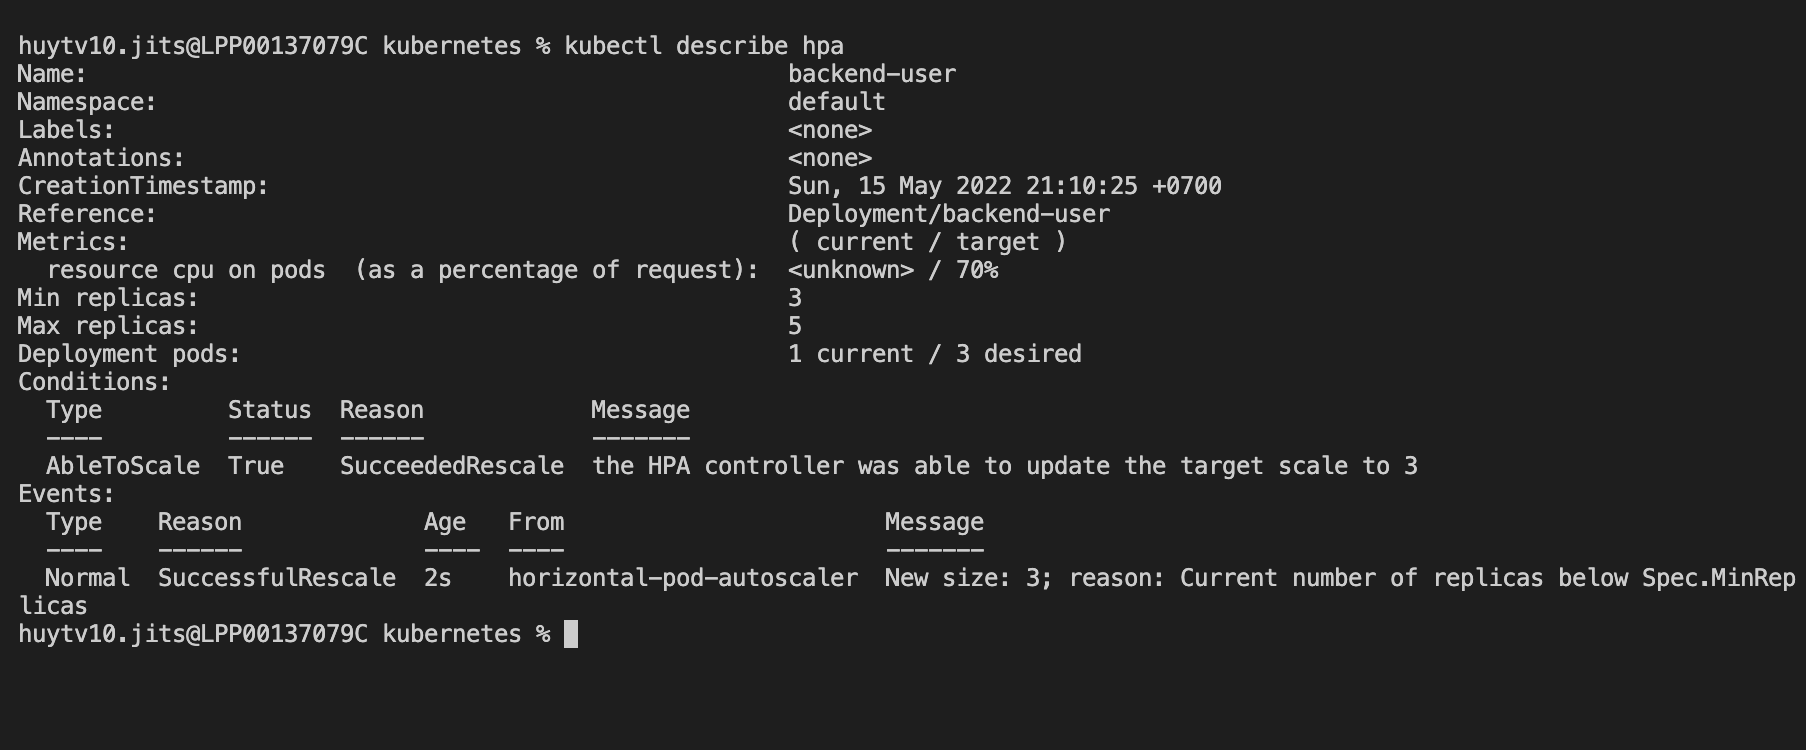 huytv10.jits@LPP00137079C kubernetes % kubectl describe hpa
Name:                                                  backend-user
Namespace:                                             default
Labels:                                                <none>
Annotations:                                           <none>
CreationTimestamp:                                     Sun, 15 May 2022 21:10:25 +0700
Reference:                                             Deployment/backend-user
Metrics:                                               ( current / target )
  resource cpu on pods  (as a percentage of request):  <unknown> / 70%
Min replicas:                                          3
Max replicas:                                          5
Deployment pods:                                       1 current / 3 desired
Conditions:
  Type         Status  Reason            Message
  ----         ------  ------            -------
  AbleToScale  True    SucceededRescale  the HPA controller was able to update the target scale to 3
Events:
  Type    Reason             Age   From                       Message
  ----    ------             ----  ----                       -------
  Normal  SuccessfulRescale  2s    horizontal-pod-autoscaler  New size: 3; reason: Current number of replicas below Spec.MinRep
licas
huytv10.jits@LPP00137079C kubernetes %